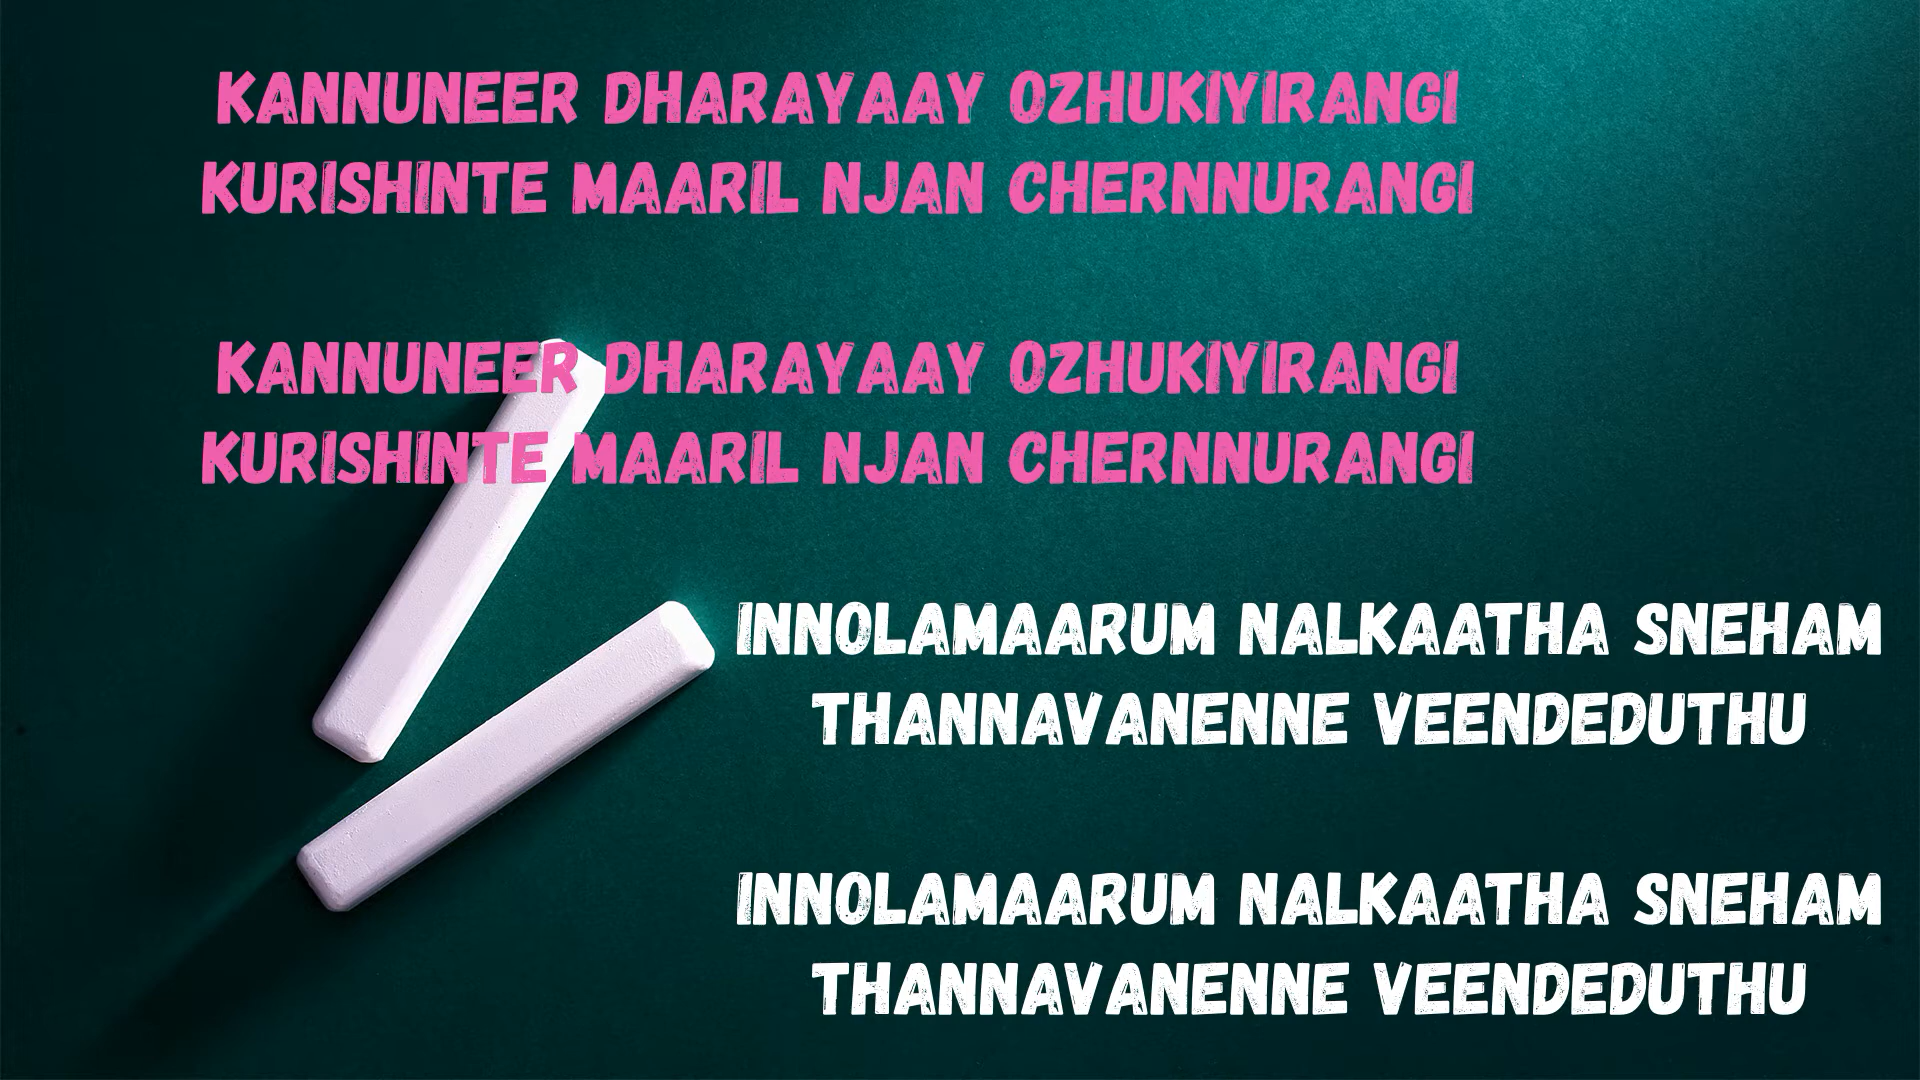 KANNUNEER DHARAYAAY OZHUKIYIRANGI
KURISHINTE MAARIL NJAN CHERNNURANGI
KANNUNEER DHARAYAAY OZHUKIYIRANGI
KURISHINTE MAARIL NJAN CHERNNURANGI
INNOLAMAARUM NALKAATHA SNEHAM
THANNAVANENNE VEENDEDUTHU
INNOLAMAARUM NALKAATHA SNEHAM
THANNAVANENNE VEENDEDUTHU